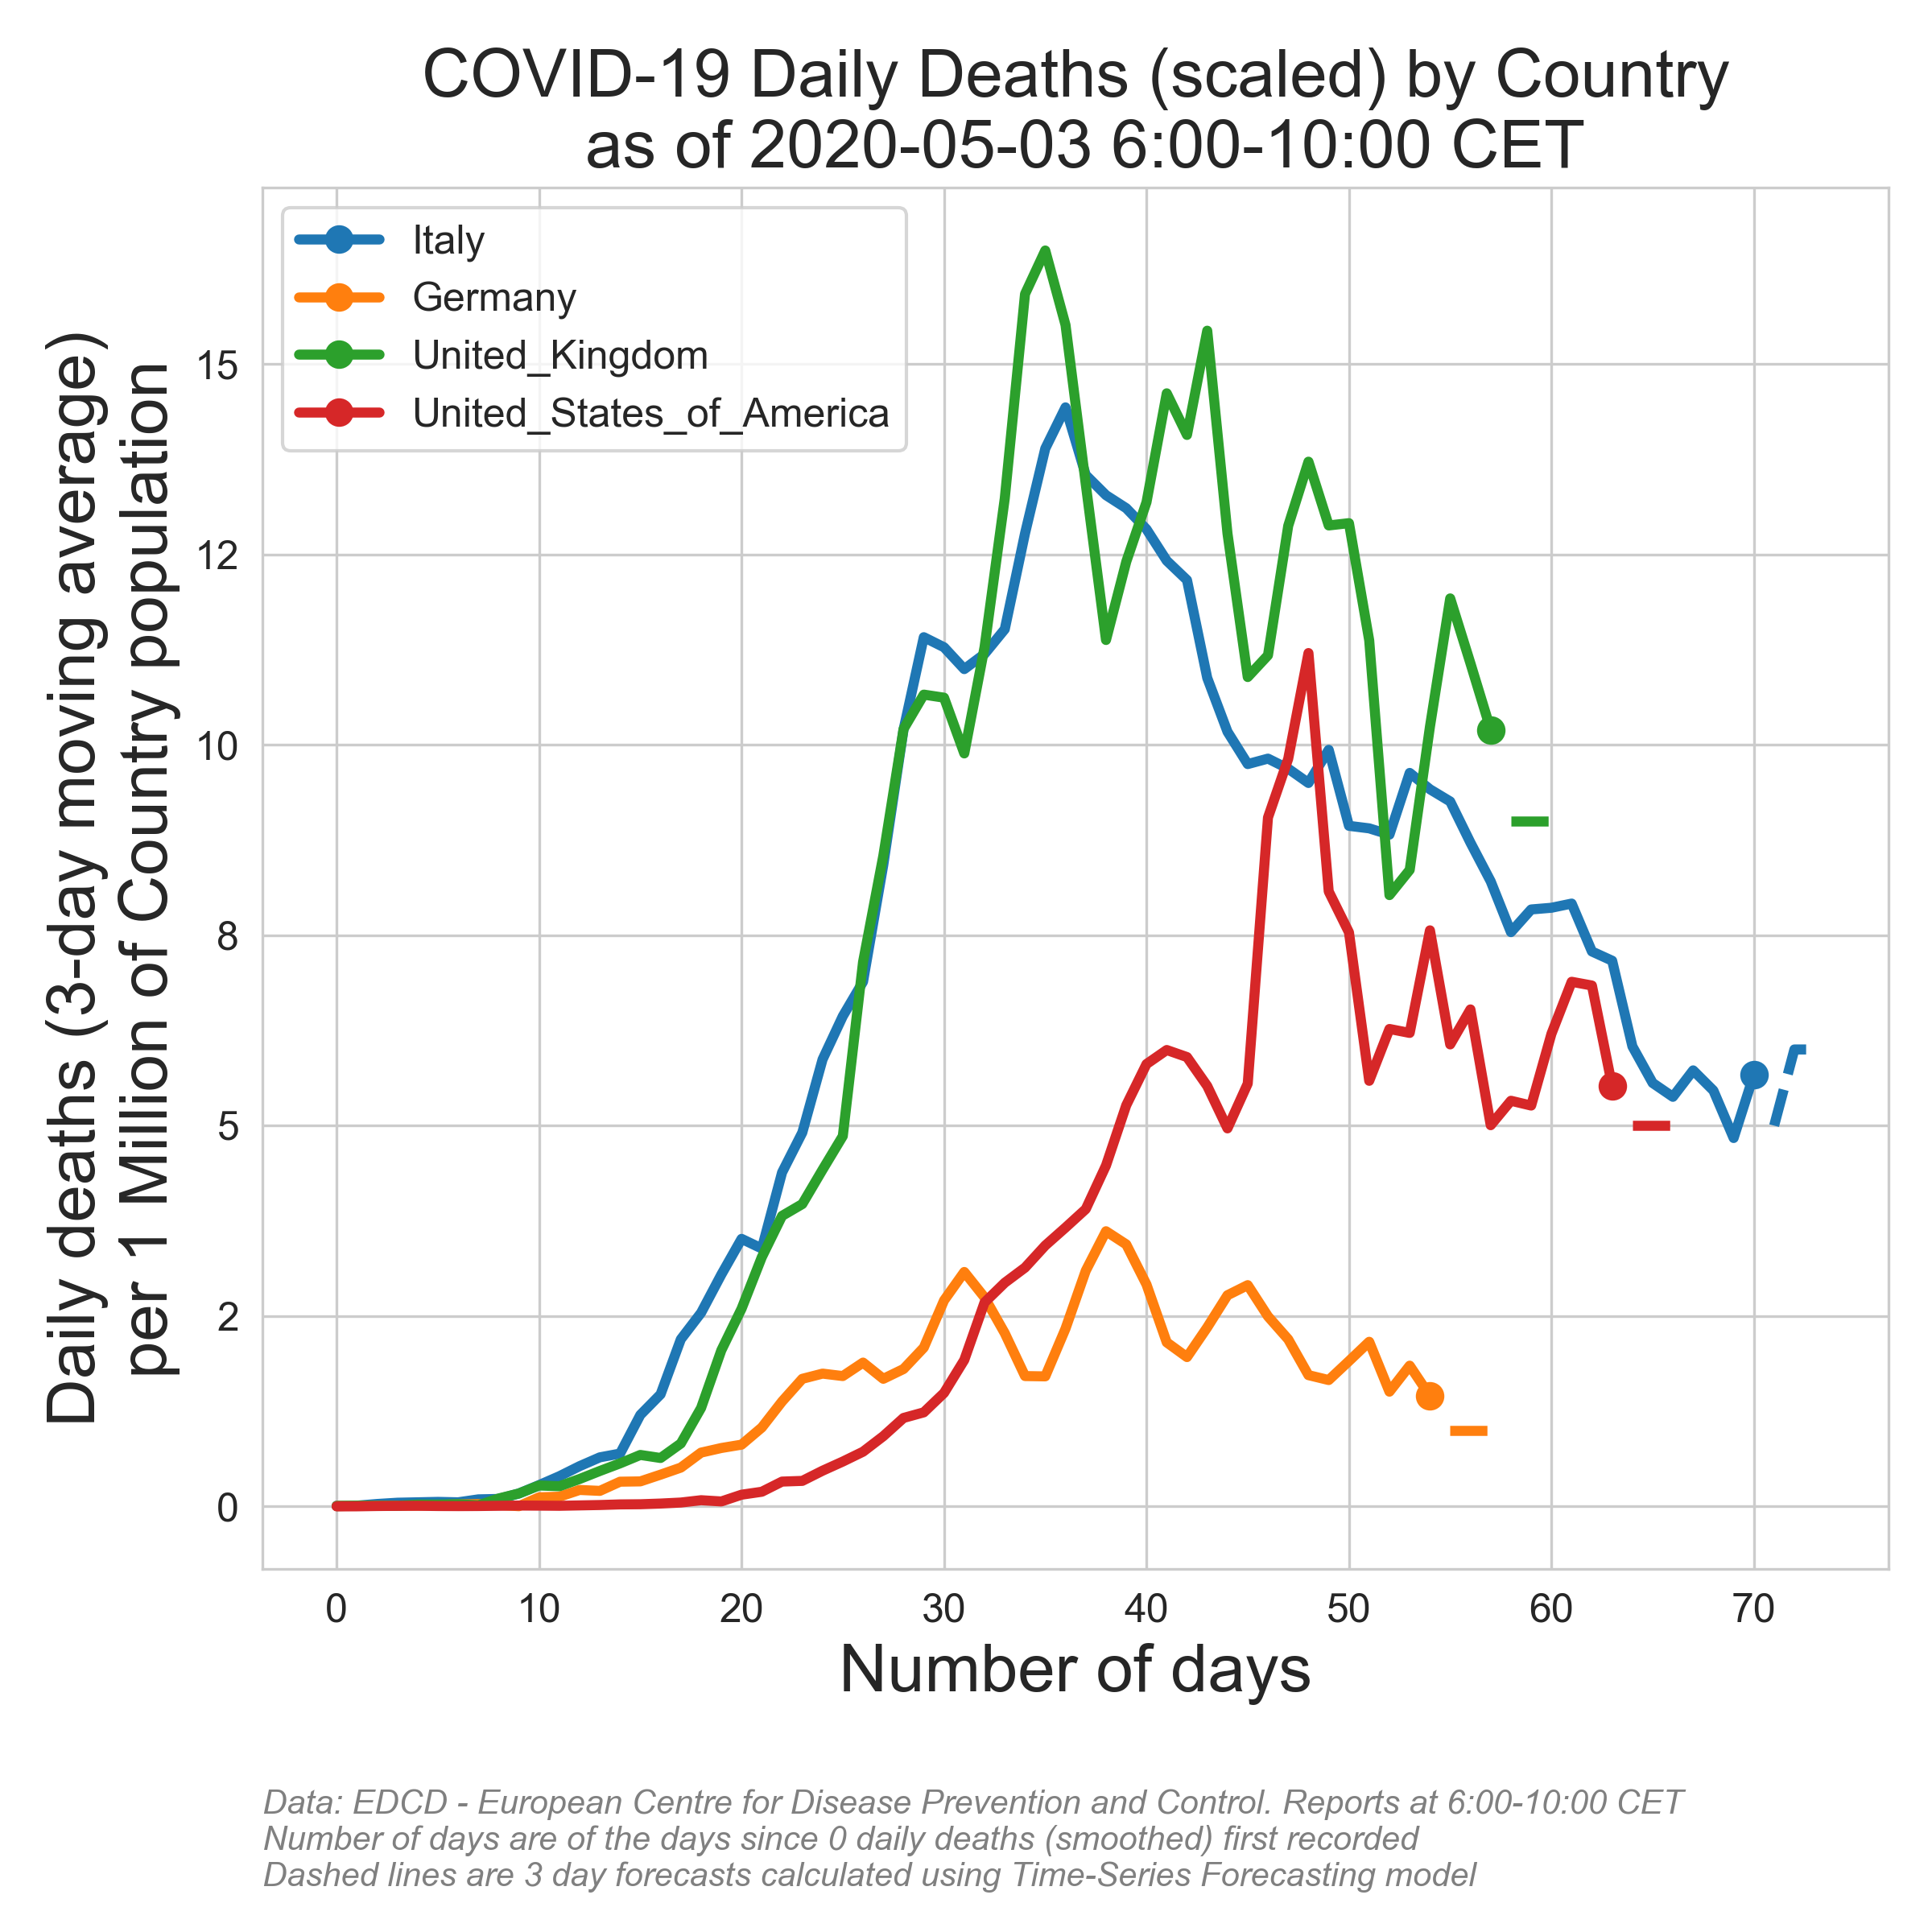 COVID-19 Daily Deaths (scaled) by Country
as of 2020-05-03 6:00-10:00 CET
Italy
Germany
United_Kingdom
United_States_of_America
Daily deaths (3-day moving average)
per 1 Million of Country population
15
12
10
8
5
2
0
0 10 20 30 40 50 60 70
Number of days
Data: EDCD - European Centre for Disease Prevention and Control. Reports at 6:00-10:00 CET
Number of days are of the days since 0 daily deaths (smoothed) first recorded
Dashed lines are 3 day forecasts calculated using Time-Series Forecasting model